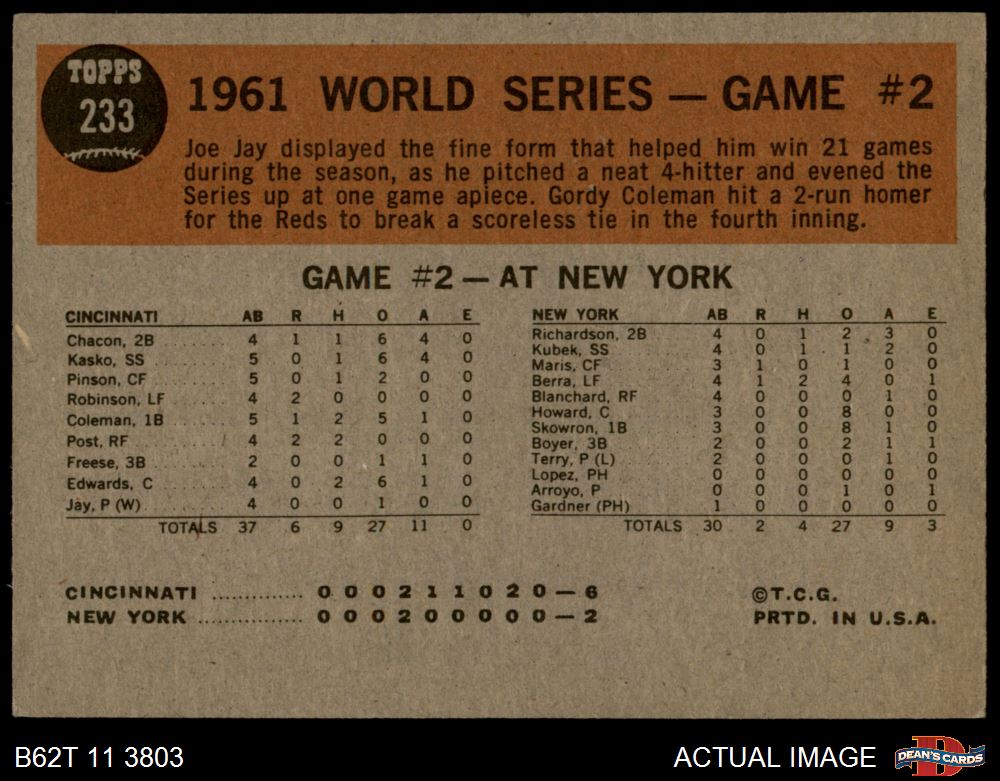 TOPPS
233
1961 WORLD SERIES — GAME #2
Joe Jay displayed the fine form that helped him win 21 games
during the season, as he pitched a neat 4-hitter and evened the
Series up at one game apiece. Gordy Coleman hit a 2-run homer
for the Reds to break a scoreless tie in the fourth inning.
GAME #2 — AT NEW YORK
CINCINNATI AB R H O A E
Chacon, 2B 4 1 1 6 4 0
Kasko, SS 5 0 1 6 4 0
Pinson, CF 5 0 1 2 0 0
Robinson, LF 4 2 0 0 0 0
Coleman, 1B 5 1 2 5 1 0
Post, RF 4 2 2 0 0 0
Freese, 3B 2 0 0 1 1 0
Edwards, C 4 0 2 6 1 0
Jay, P (W) 4 0 0 1 0 0
TOTALS 37 6 9 27 11 0
NEW YORK AB R H O A E
Richardson, 2B 4 0 1 2 3 0
Kubek, SS 4 0 1 1 2 0
Maris, CF 3 1 0 1 0 0
Berra, LF 4 1 2 4 0 1
Blanchard, RF 4 0 0 0 1 0
Howard, C 3 0 0 8 0 0
Skowron, 1B 3 0 0 8 1 0
Boyer, 3B 2 0 0 2 1 1
Terry, P (L) 2 0 0 0 1 0
Lopez, PH 0 0 0 0 0 0
Arroyo, P 0 0 0 1 0 1
Gardner (PH) 1 0 0 0 0 0
TOTALS 30 2 4 27 9 3
CINCINNATI ............. 0 0 0 2 1 1 0 2 0 — 6
NEW YORK ............... 0 0 0 2 0 0 0 0 0 — 2
©T.C.G.
PRTD. IN U.S.A.
B62T 11 3803
ACTUAL IMAGE
D
DEAN'S CARDS